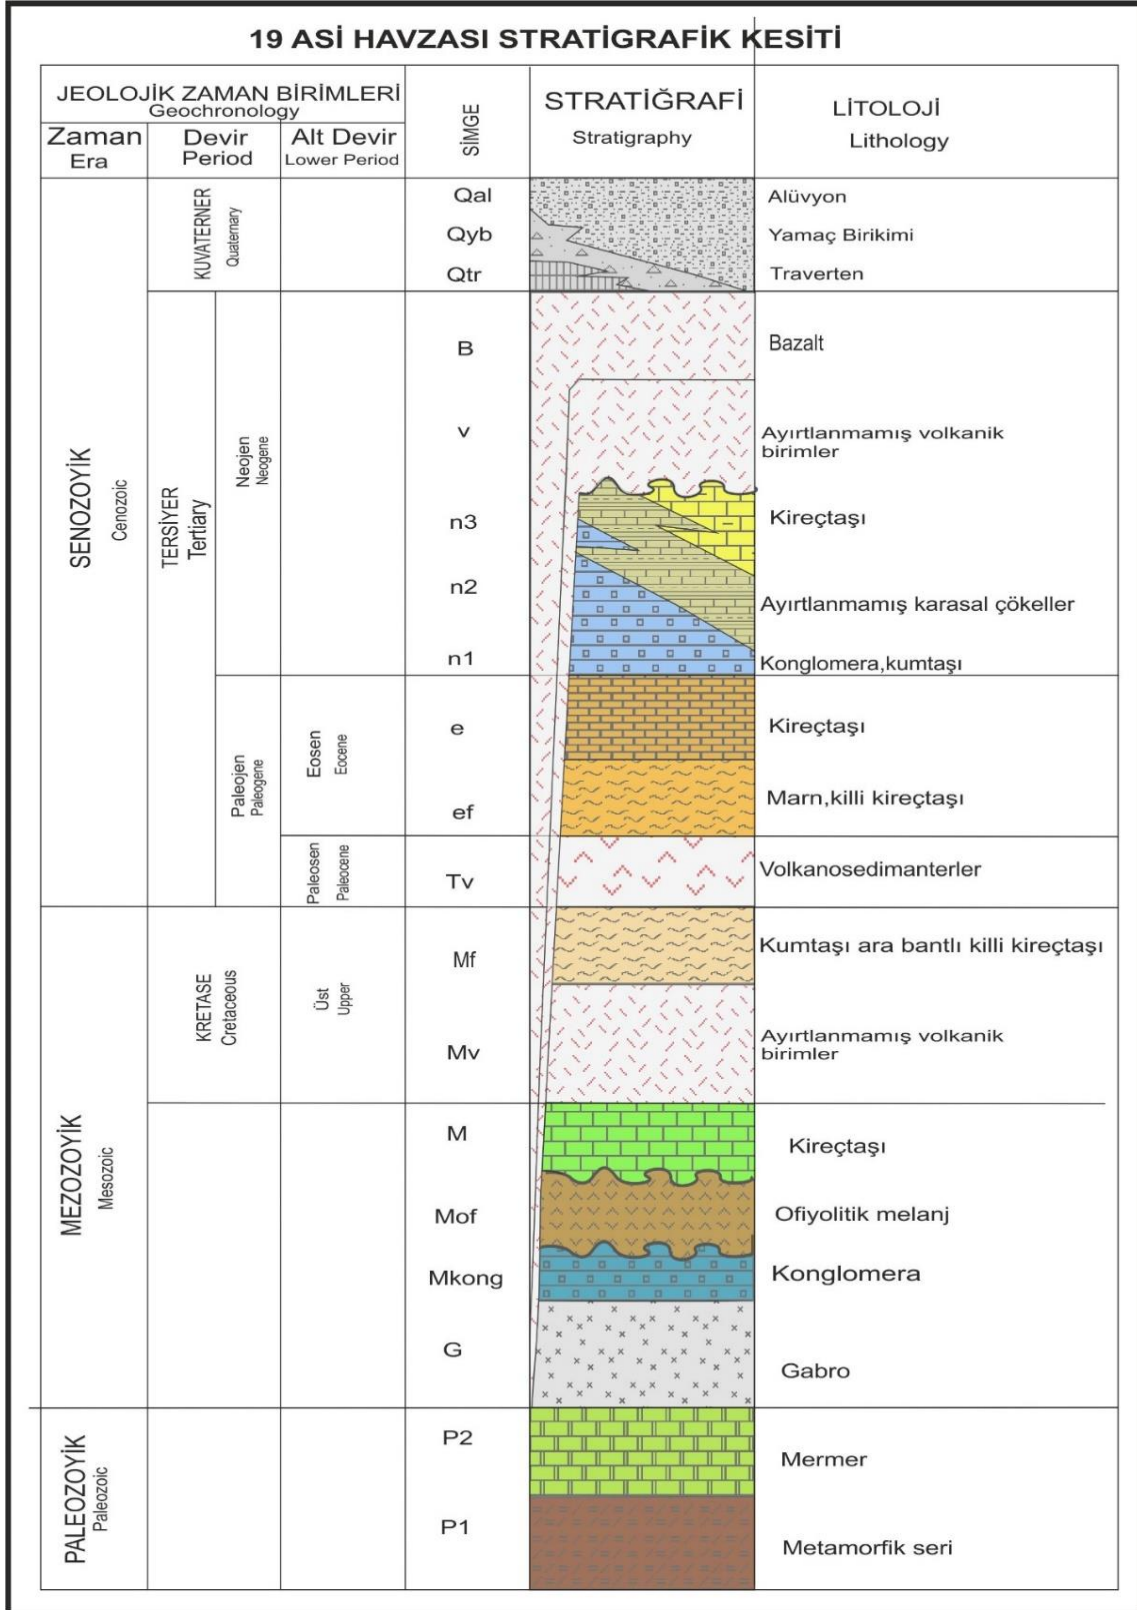 19 ASİ HAVZASI STRATİGRAFİK KESİTİ
JEOLOJİK ZAMAN BİRİMLERİ
Geochronology
Zaman
Era
Devir
Period
Alt Devir
Lower Period
SİMGE
STRATİĞRAFİ
Stratigraphy
LİTOLOJİ
Lithology
SENOZOYİK
Cenozoic
KUVATERNER
Quaternary
Qal
Alüvyon
Qyb
Yamaç Birikimi
Qtr
Traverten
TERSİYER
Tertiary
Neojen
Neogene
B
Bazalt
v
Ayırtlanmamış volkanik
birimler
n3
Kireçtaşı
n2
Ayırtlanmamış karasal çökeller
n1
Konglomera,kumtaşı
Paleojen
Paleogene
Eosen
Eocene
e
Kireçtaşı
ef
Marn,killi kireçtaşı
Paleosen
Paleocene
Tv
Volkanosedimanterler
MEZOZOYİK
Mesozoic
KRETASE
Cretaceous
Üst
Upper
Mf
Kumtaşı ara bantlı killi kireçtaşı
Mv
Ayırtlanmamış volkanik
birimler
M
Kireçtaşı
Mof
Ofiyolitik melanj
Mkong
Konglomera
G
Gabro
PALEOZOYİK
Paleozoic
P2
Mermer
P1
Metamorfik seri